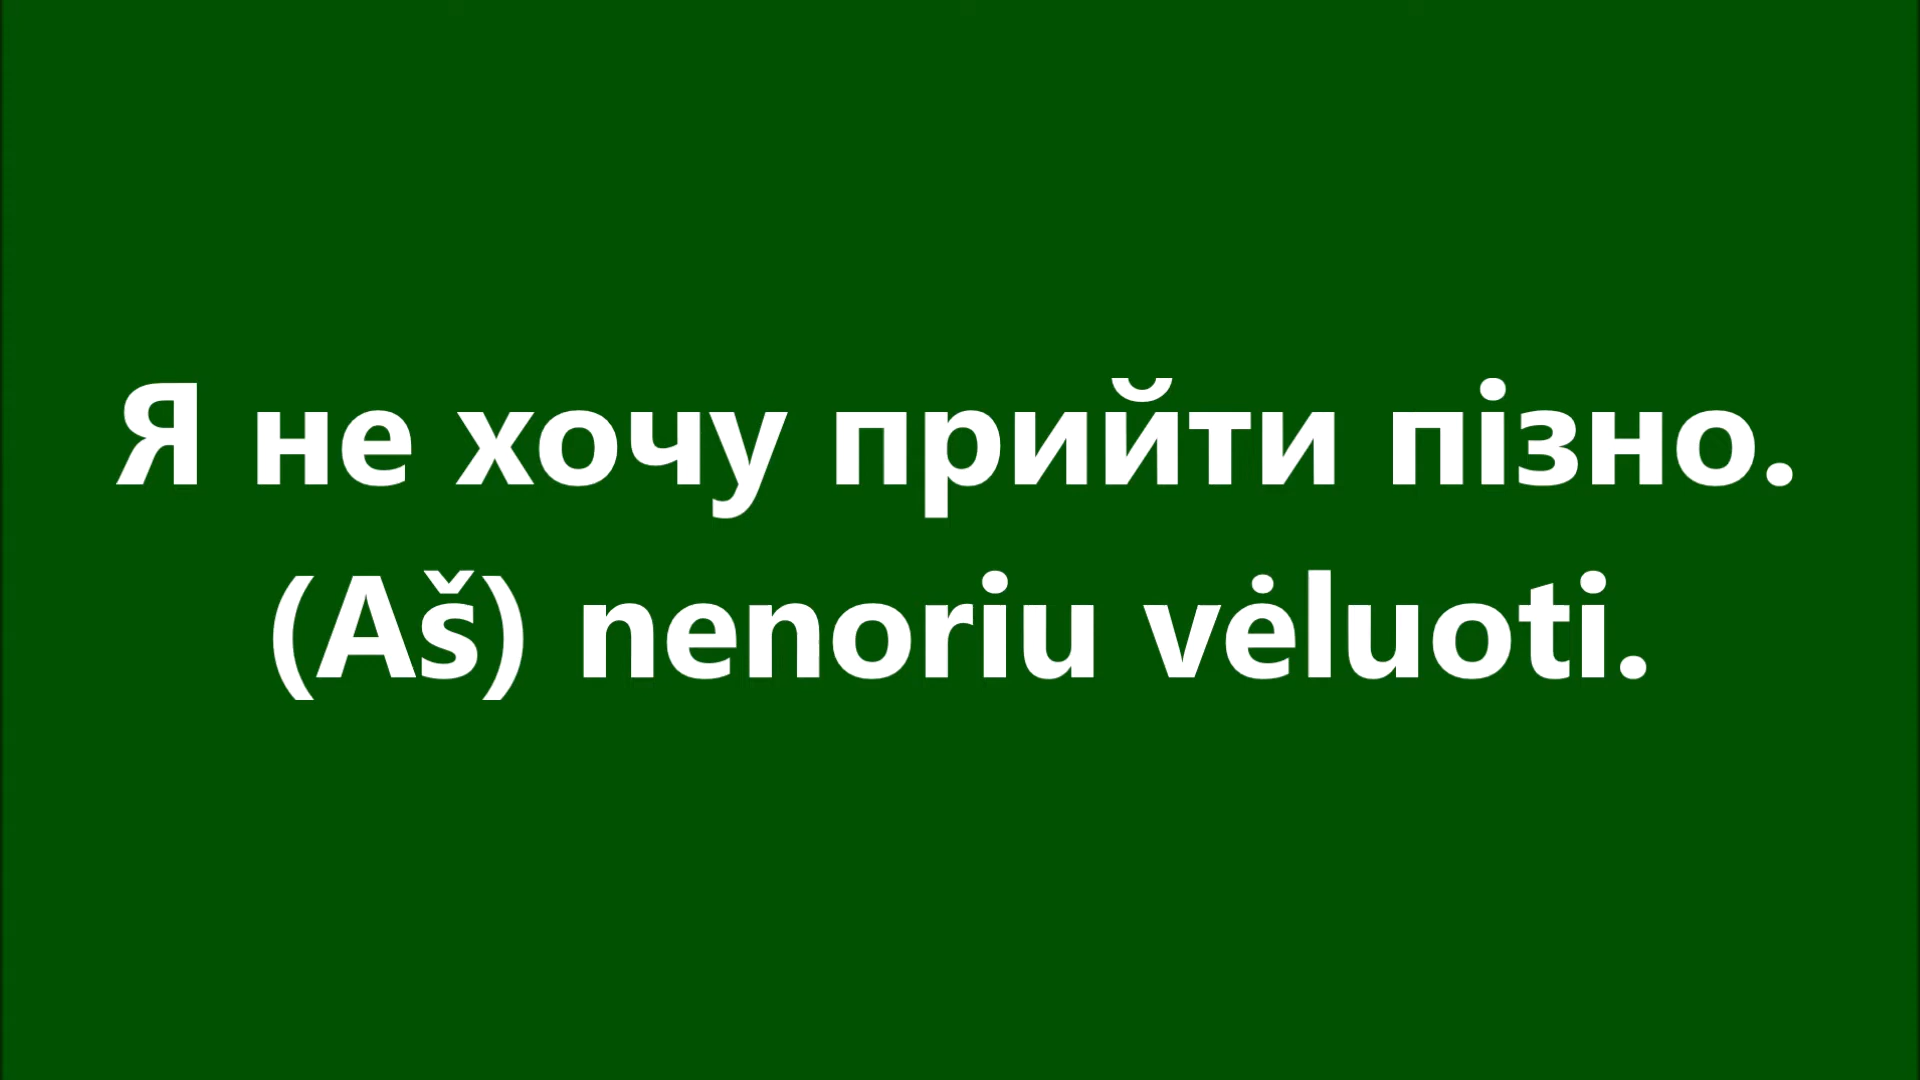 Я не хочу прийти пізно.
(Aš) nenoriu vėluoti.